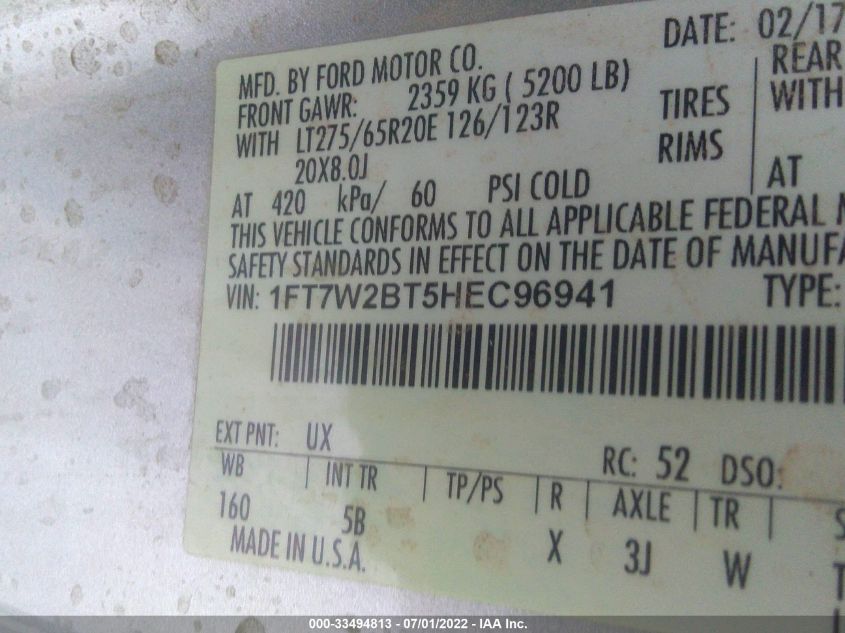 DATE: 02/17
MFD. BY FORD MOTOR CO.
FRONT GAWR: 2359 KG ( 5200 LB) REAR
WITH LT275/65R20E 126/123R TIRES WITH
20X8.0J RIMS
AT 420 kPa/ 60 PSI COLD AT
THIS VEHICLE CONFORMS TO ALL APPLICABLE FEDERAL
SAFETY STANDARDS IN EFFECT ON THE DATE OF MANUFA
VIN: 1FT7W2BT5HEC96941 TYPE:
EXT PNT: UX RC: 52 DSO:
WB INT TR TP/PS R AXLE TR
160 5B X 3J W
MADE IN U.S.A.
000-33494813 - 07/01/2022 - IAA Inc.